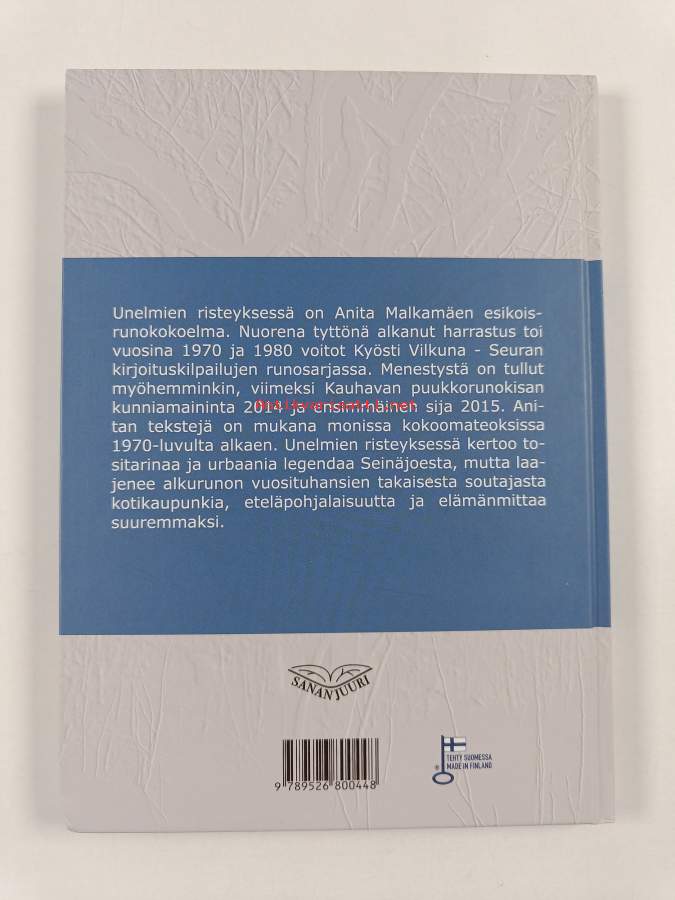 Unelmien risteyksessä on Anita Malkamäen esikois-
runokokoelma. Nuorena tyttönä alkanut harrastus toi
vuosina 1970 ja 1980 voitot Kyösti Vilkuna - Seuran
kirjoituskilpailujen runosarjassa. Menestystä on tullut
myöhemminkin, viimeksi Kauhavan puukkorunokisan
kunniamaininta 2014 ja ensimmäinen sija 2015. Ani-
tan tekstejä on mukana monissa kokoomateoksissa
1970-luvulta alkaen. Unelmien risteyksessä kertoo to-
sitarinaa ja urbaania legendaa Seinäjoesta, mutta laa-
jenee alkurunon vuosituhansien takaisesta soutajasta
kotikaupunkia, eteläpohjalaisuutta ja elämänmittaa
suuremmaksi.
SANAN JUURI
9 789526 800448
® TEHTY SUOMESSA
MADE IN FINLAND